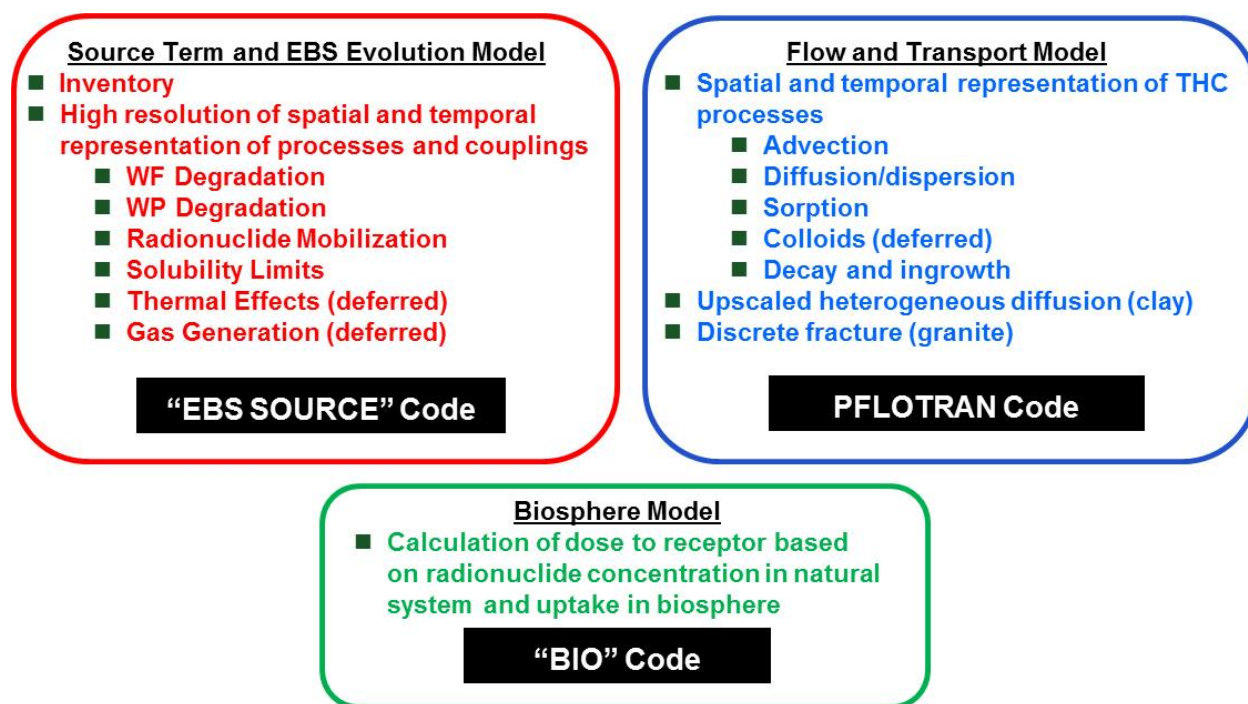 Source Term and EBS Evolution Model
Inventory
High resolution of spatial and temporal
representation of processes and couplings
WF Degradation
WP Degradation
Radionuclide Mobilization
Solubility Limits
Thermal Effects (deferred)
Gas Generation (deferred)
“EBS SOURCE” Code
Flow and Transport Model
Spatial and temporal representation of THC
processes
Advection
Diffusion/dispersion
Sorption
Colloids (deferred)
Decay and ingrowth
Upscaled heterogeneous diffusion (clay)
Discrete fracture (granite)
PFLOTRAN Code
Biosphere Model
Calculation of dose to receptor based
on radionuclide concentration in natural
system and uptake in biosphere
“BIO” Code